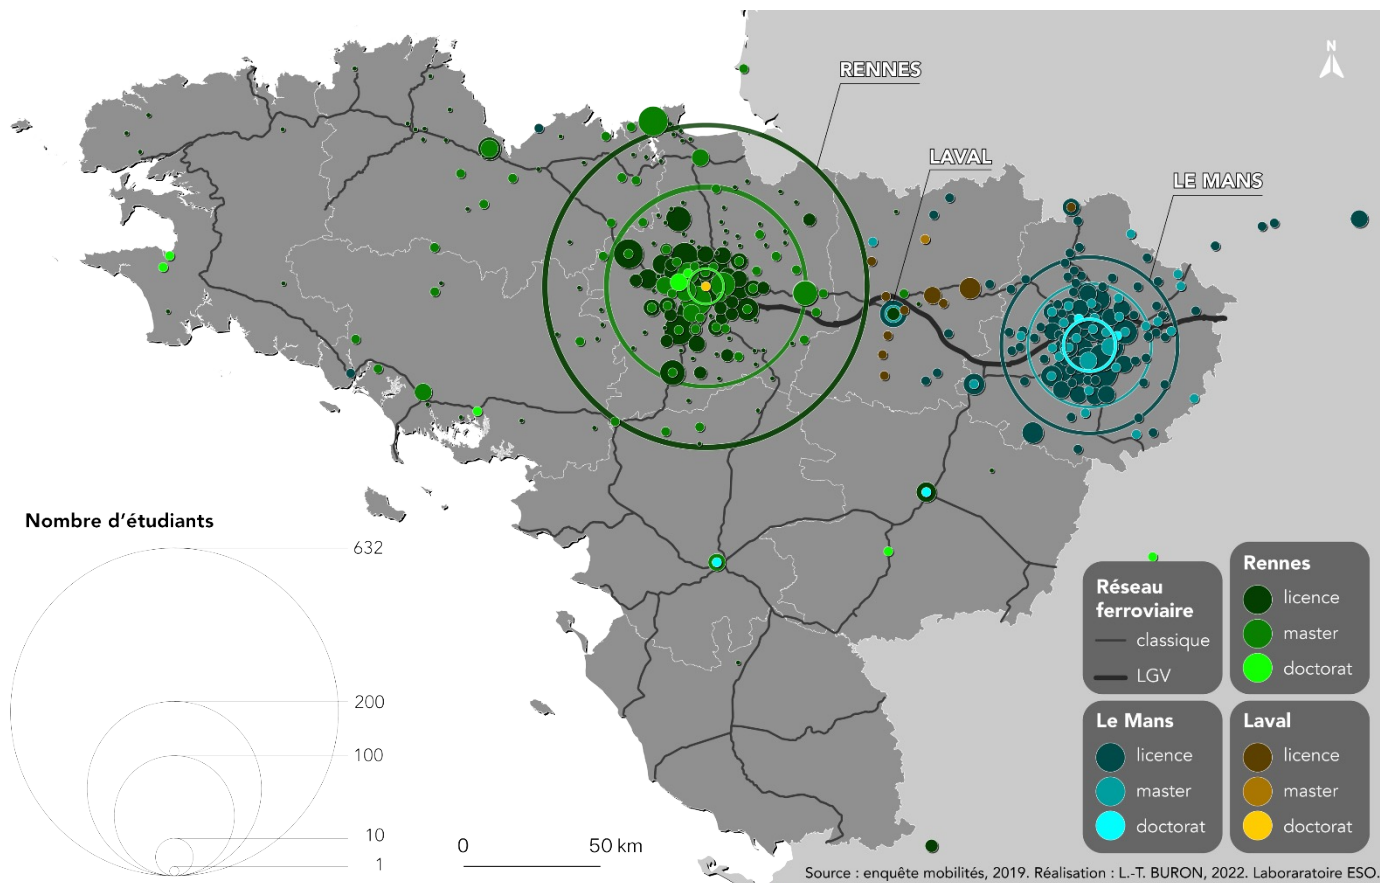 N
RENNES
LAVAL
LE MANS
Nombre d'étudiants
632
200
100
10
1
0 50 km
Réseau
ferroviaire
classique
LGV
Rennes
licence
master
doctorat
Le Mans
licence
master
doctorat
Laval
licence
master
doctorat
Source : enquête mobilités, 2019. Réalisation : L.-T. BURON, 2022. Laboraratoire ESO.